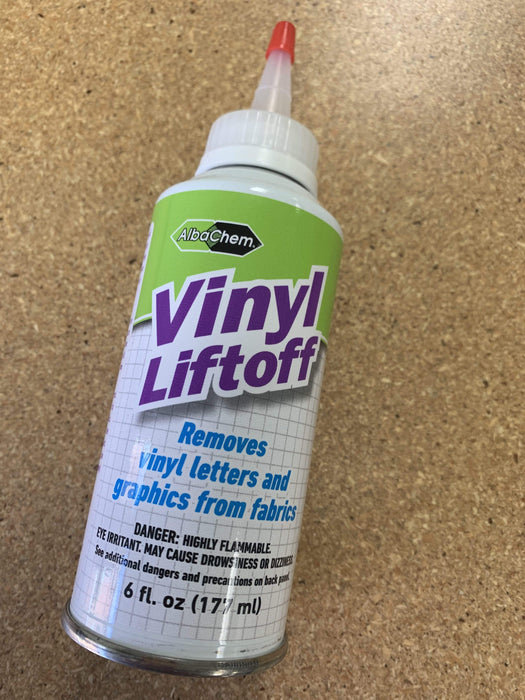 AlbaChem®
Vinyl
Liftoff
Removes
vinyl letters and
graphics from fabrics
DANGER: HIGHLY FLAMMABLE.
EYE IRRITANT. MAY CAUSE DROWSINESS OR DIZZINESS.
See additional dangers and precautions on back panel.
6 fl. oz (177 ml)